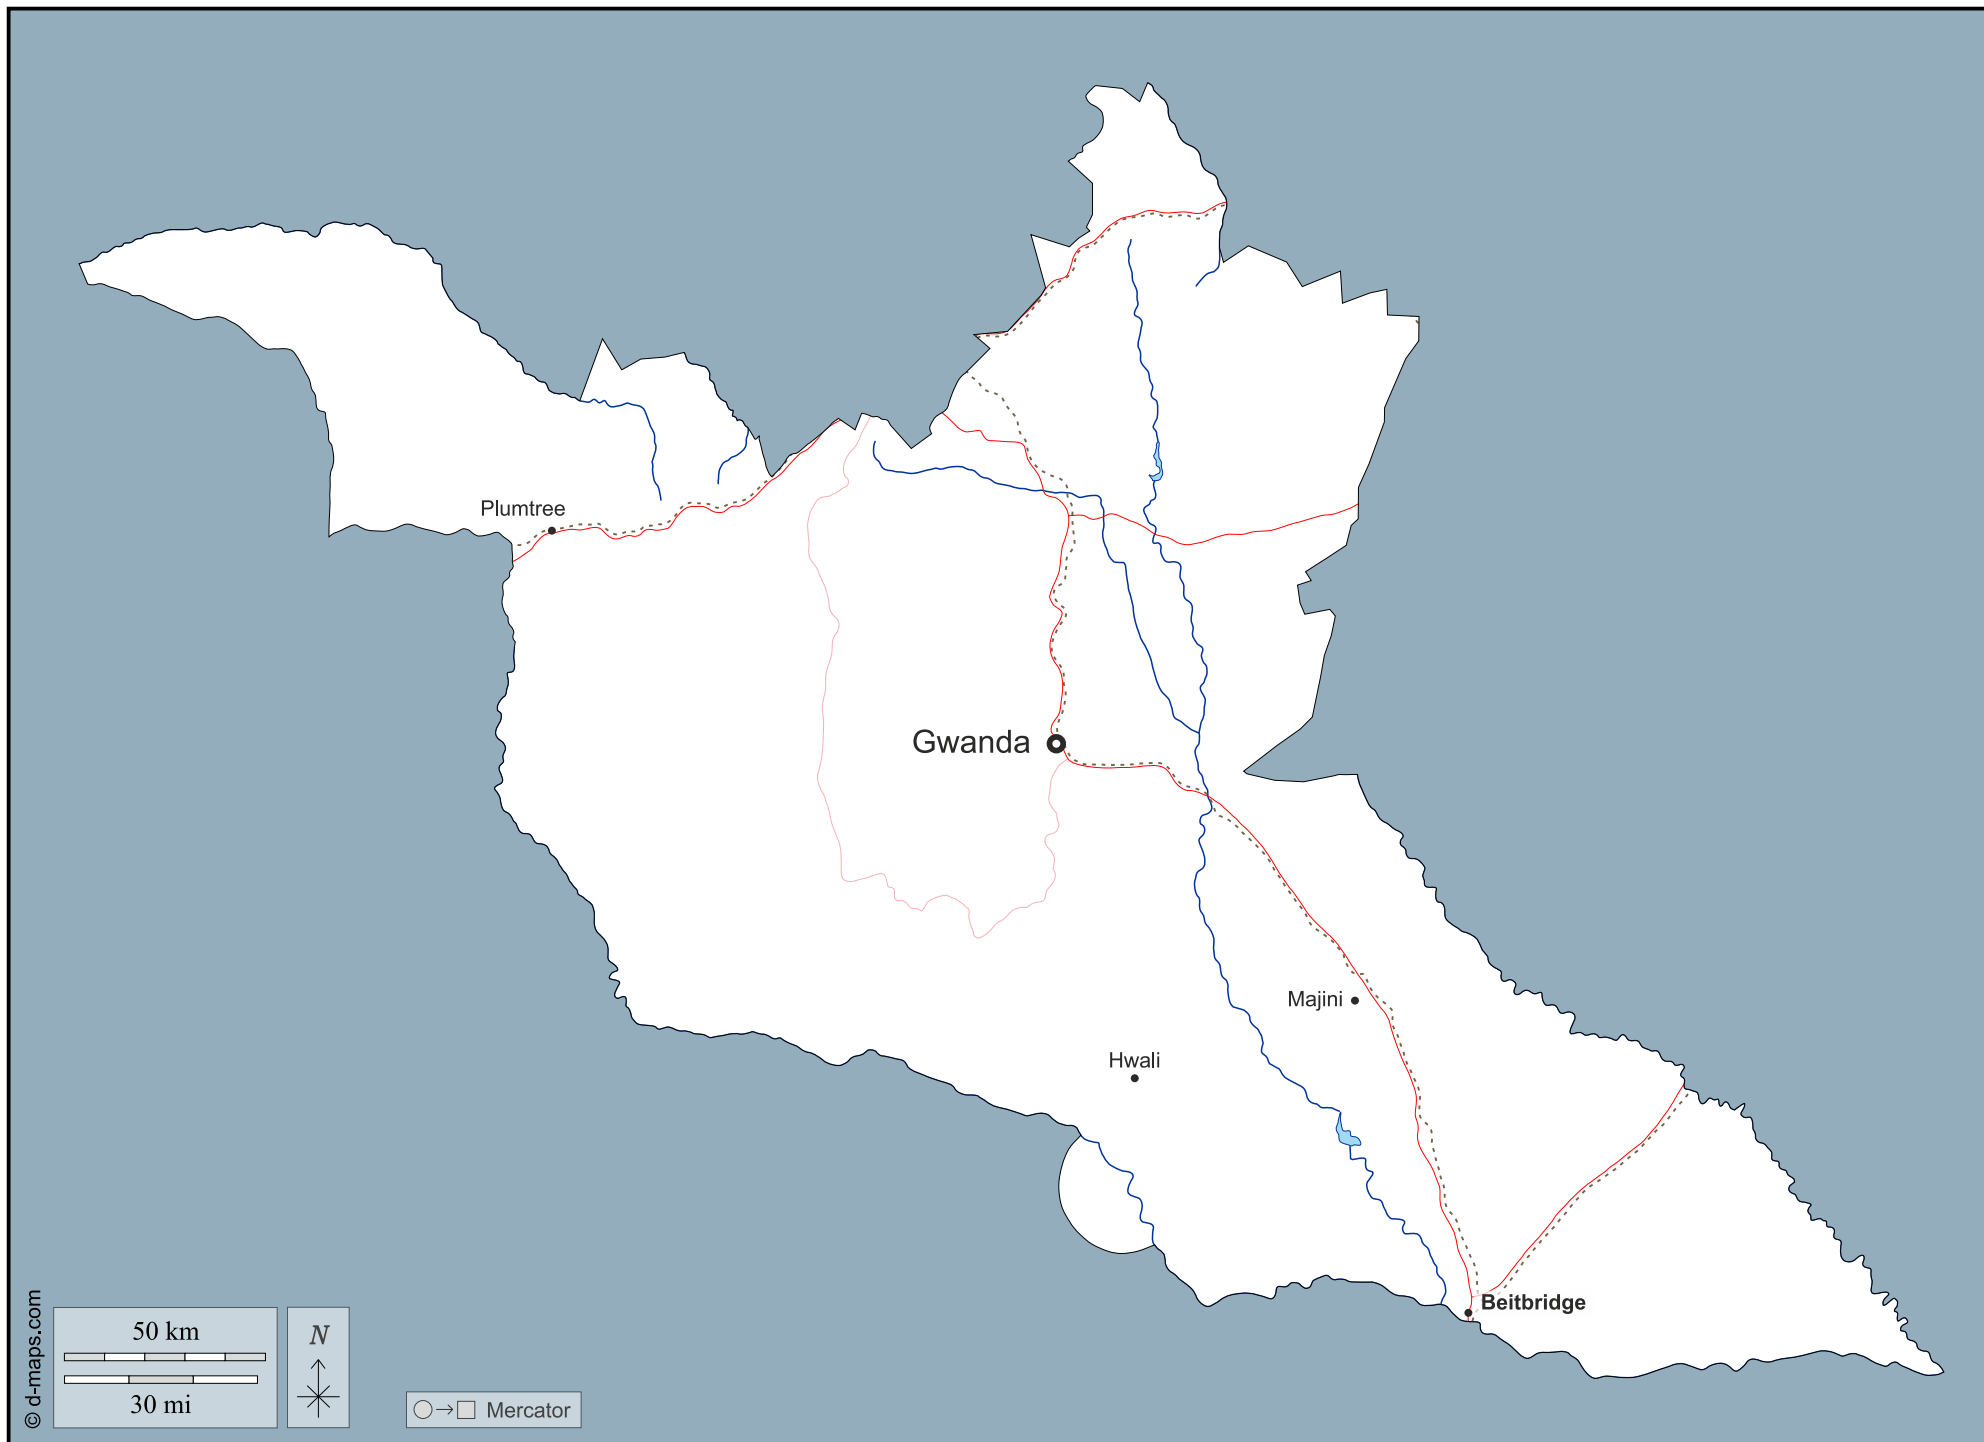 Plumtree
Gwanda
Majini
Hwali
Beitbridge
50 km
30 mi
N
Mercator
© d-maps.com